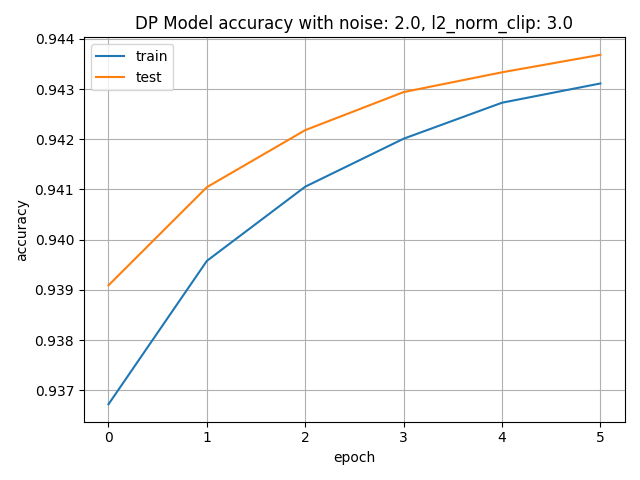 DP Model accuracy with noise: 2.0, l2_norm_clip: 3.0
train
test
accuracy
0.944
0.943
0.942
0.941
0.940
0.939
0.938
0.937
0 1 2 3 4 5
epoch